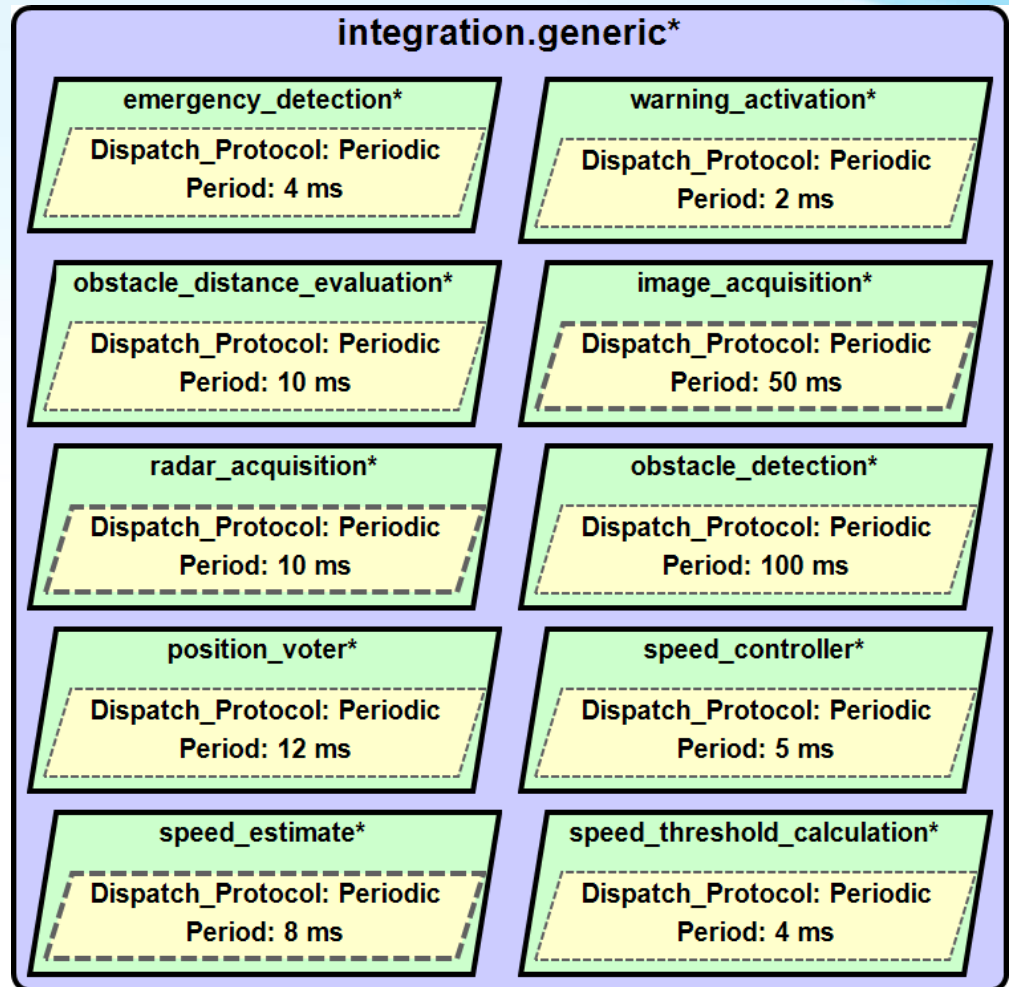 integration.generic*
emergency_detection*
Dispatch_Protocol: Periodic
Period: 4 ms
warning_activation*
Dispatch_Protocol: Periodic
Period: 2 ms
obstacle_distance_evaluation*
Dispatch_Protocol: Periodic
Period: 10 ms
image_acquisition*
Dispatch_Protocol: Periodic
Period: 50 ms
radar_acquisition*
Dispatch_Protocol: Periodic
Period: 10 ms
obstacle_detection*
Dispatch_Protocol: Periodic
Period: 100 ms
position_voter*
Dispatch_Protocol: Periodic
Period: 12 ms
speed_controller*
Dispatch_Protocol: Periodic
Period: 5 ms
speed_estimate*
Dispatch_Protocol: Periodic
Period: 8 ms
speed_threshold_calculation*
Dispatch_Protocol: Periodic
Period: 4 ms